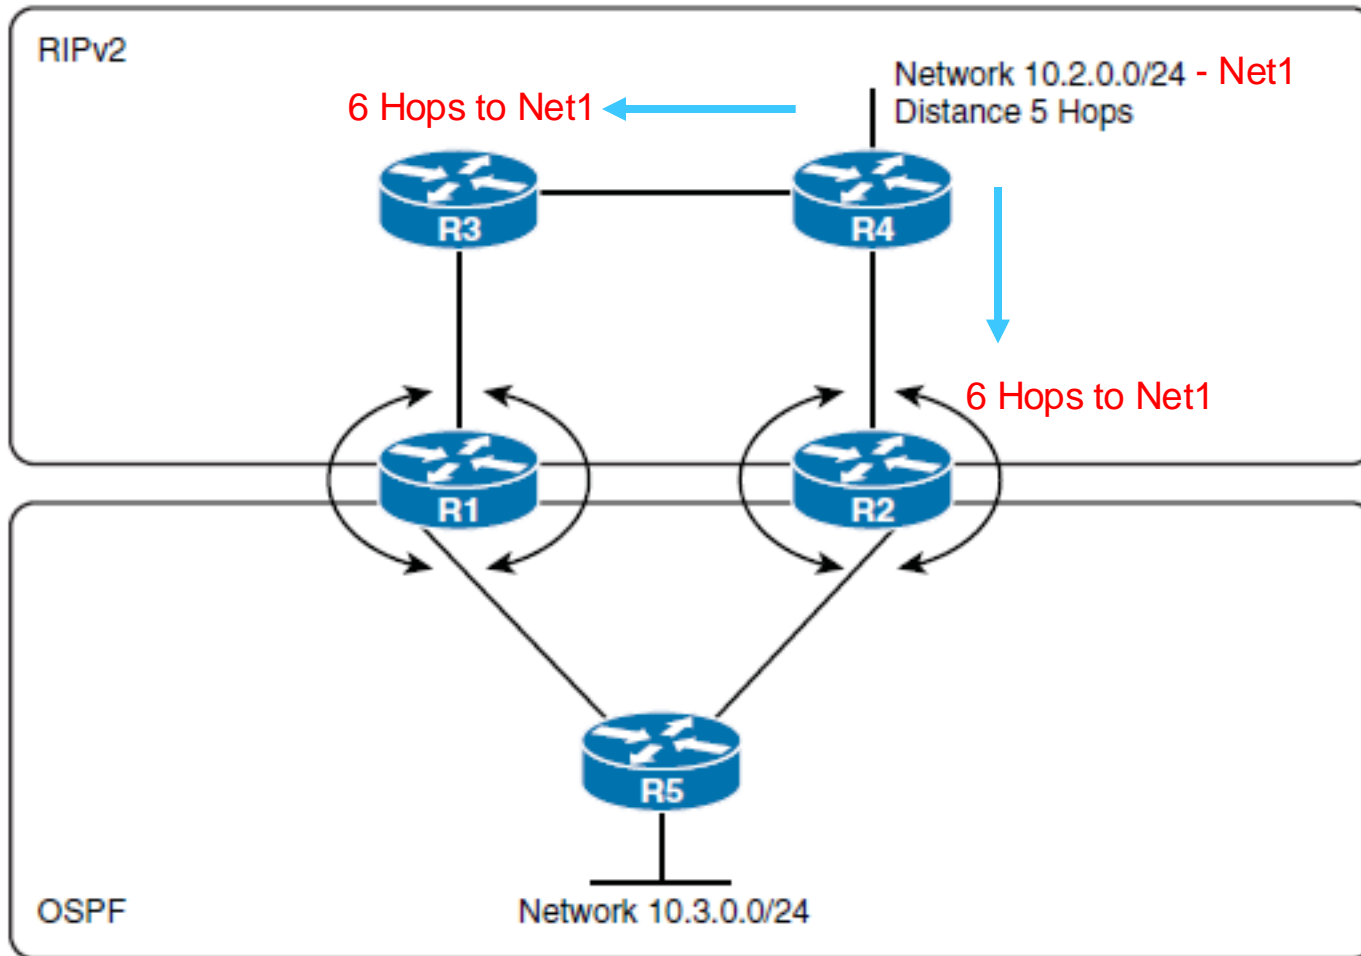 RIPv2
Network 10.2.0.0/24 - Net1
Distance 5 Hops
6 Hops to Net1
R3
R4
6 Hops to Net1
R1
R2
R5
OSPF
Network 10.3.0.0/24